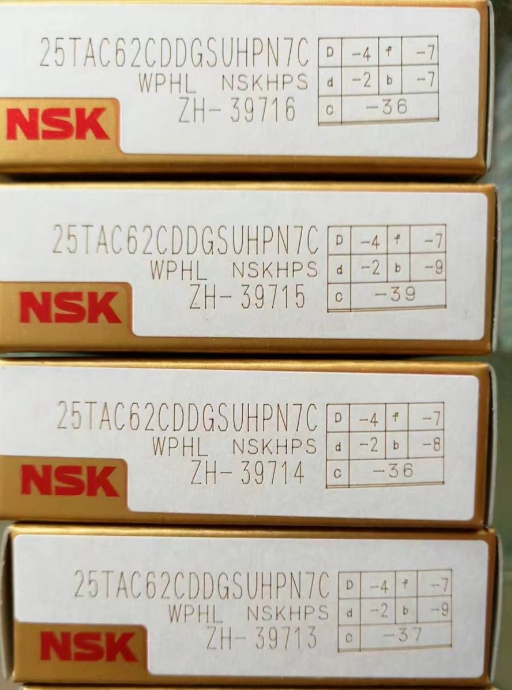 25TAC62CDDGSUHPN7C
WPHL NSKHPS
ZH-39716
D -4 f -7
d -2 b -7
C -36
NSK
25TAC62CDDGSUHPN7C
WPHL NSKHPS
ZH-39715
D -4 f -7
d -2 b -9
C -39
NSK
25TAC62CDDGSUHPN7C
WPHL NSKHPS
ZH-39714
D -4 f -7
d -2 b -8
C -36
NSK
25TAC62CDDGSUHPN7C
WPHL NSKHPS
ZH-39713
D -4 f -7
d -2 b -9
C -37
NSK